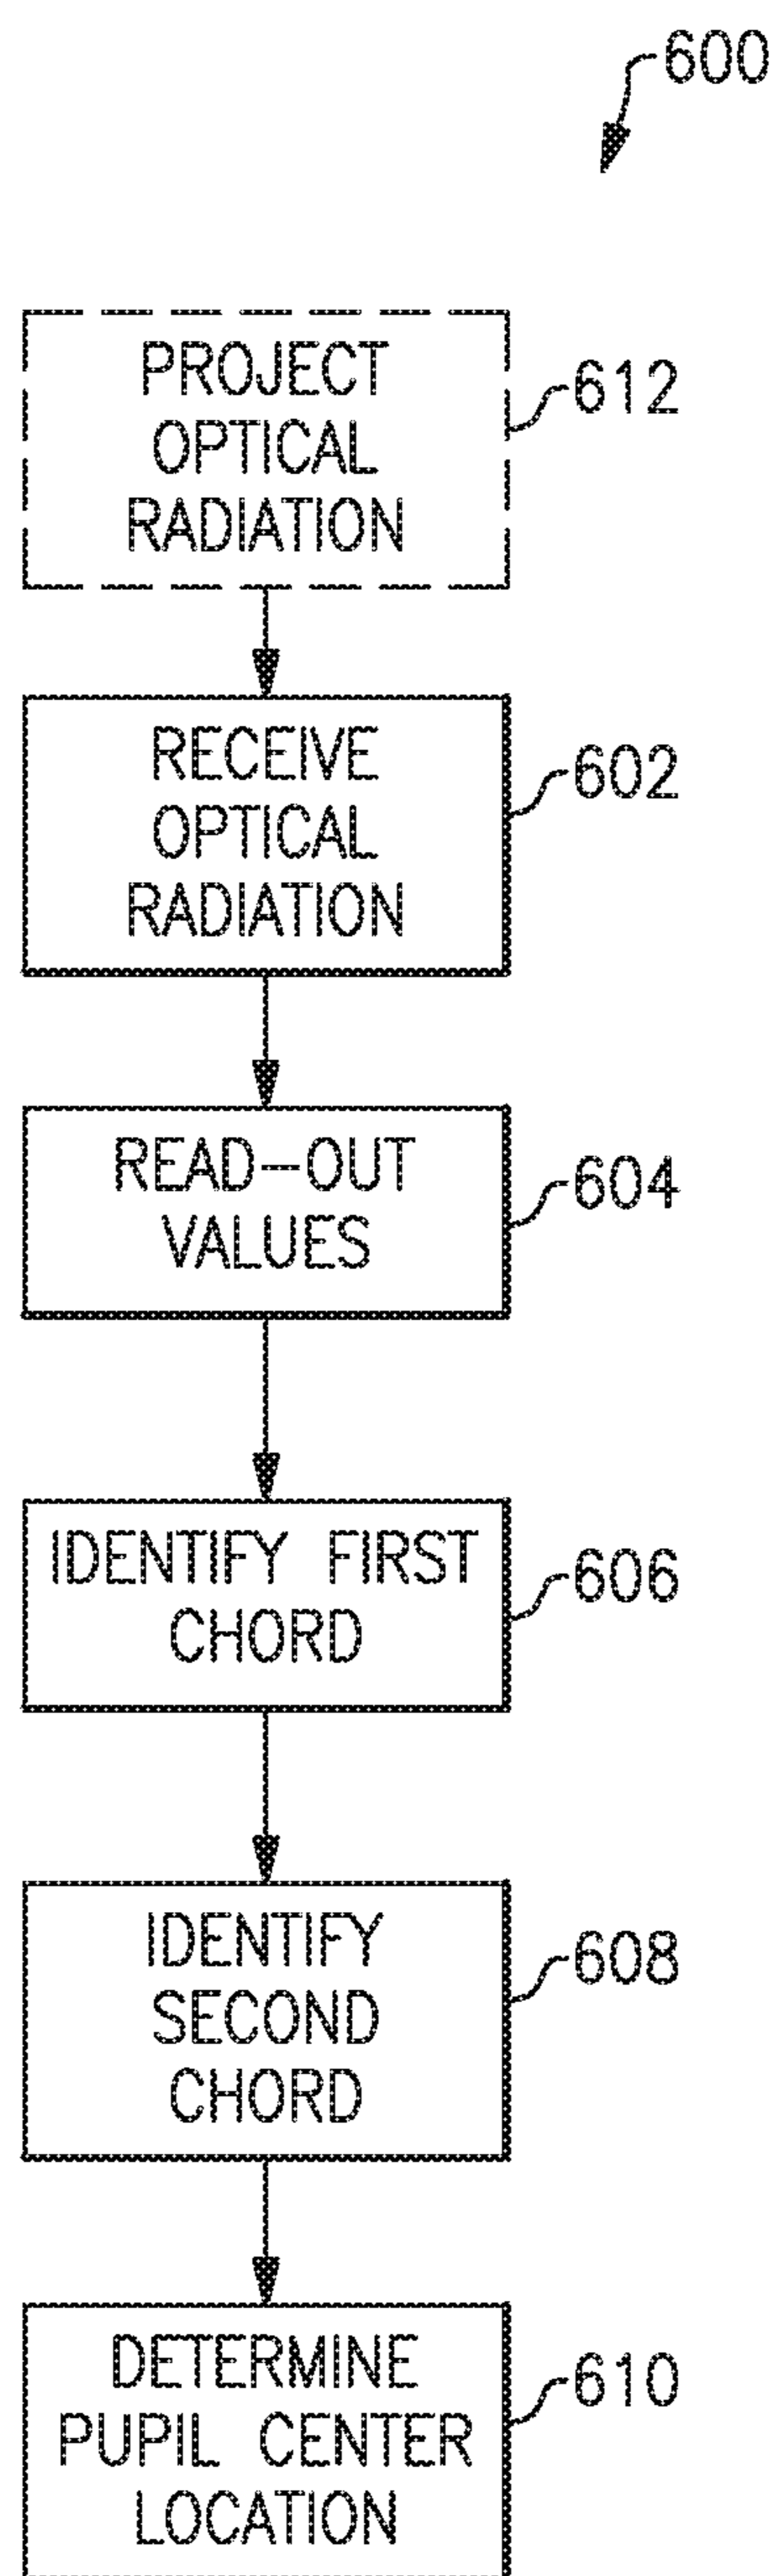 600
PROJECT
OPTICAL
RADIATION
612
RECEIVE
OPTICAL
RADIATION
602
READ-OUT
VALUES
604
IDENTIFY FIRST
CHORD
606
IDENTIFY
SECOND
CHORD
608
DETERMINE
PUPIL CENTER
LOCATION
610